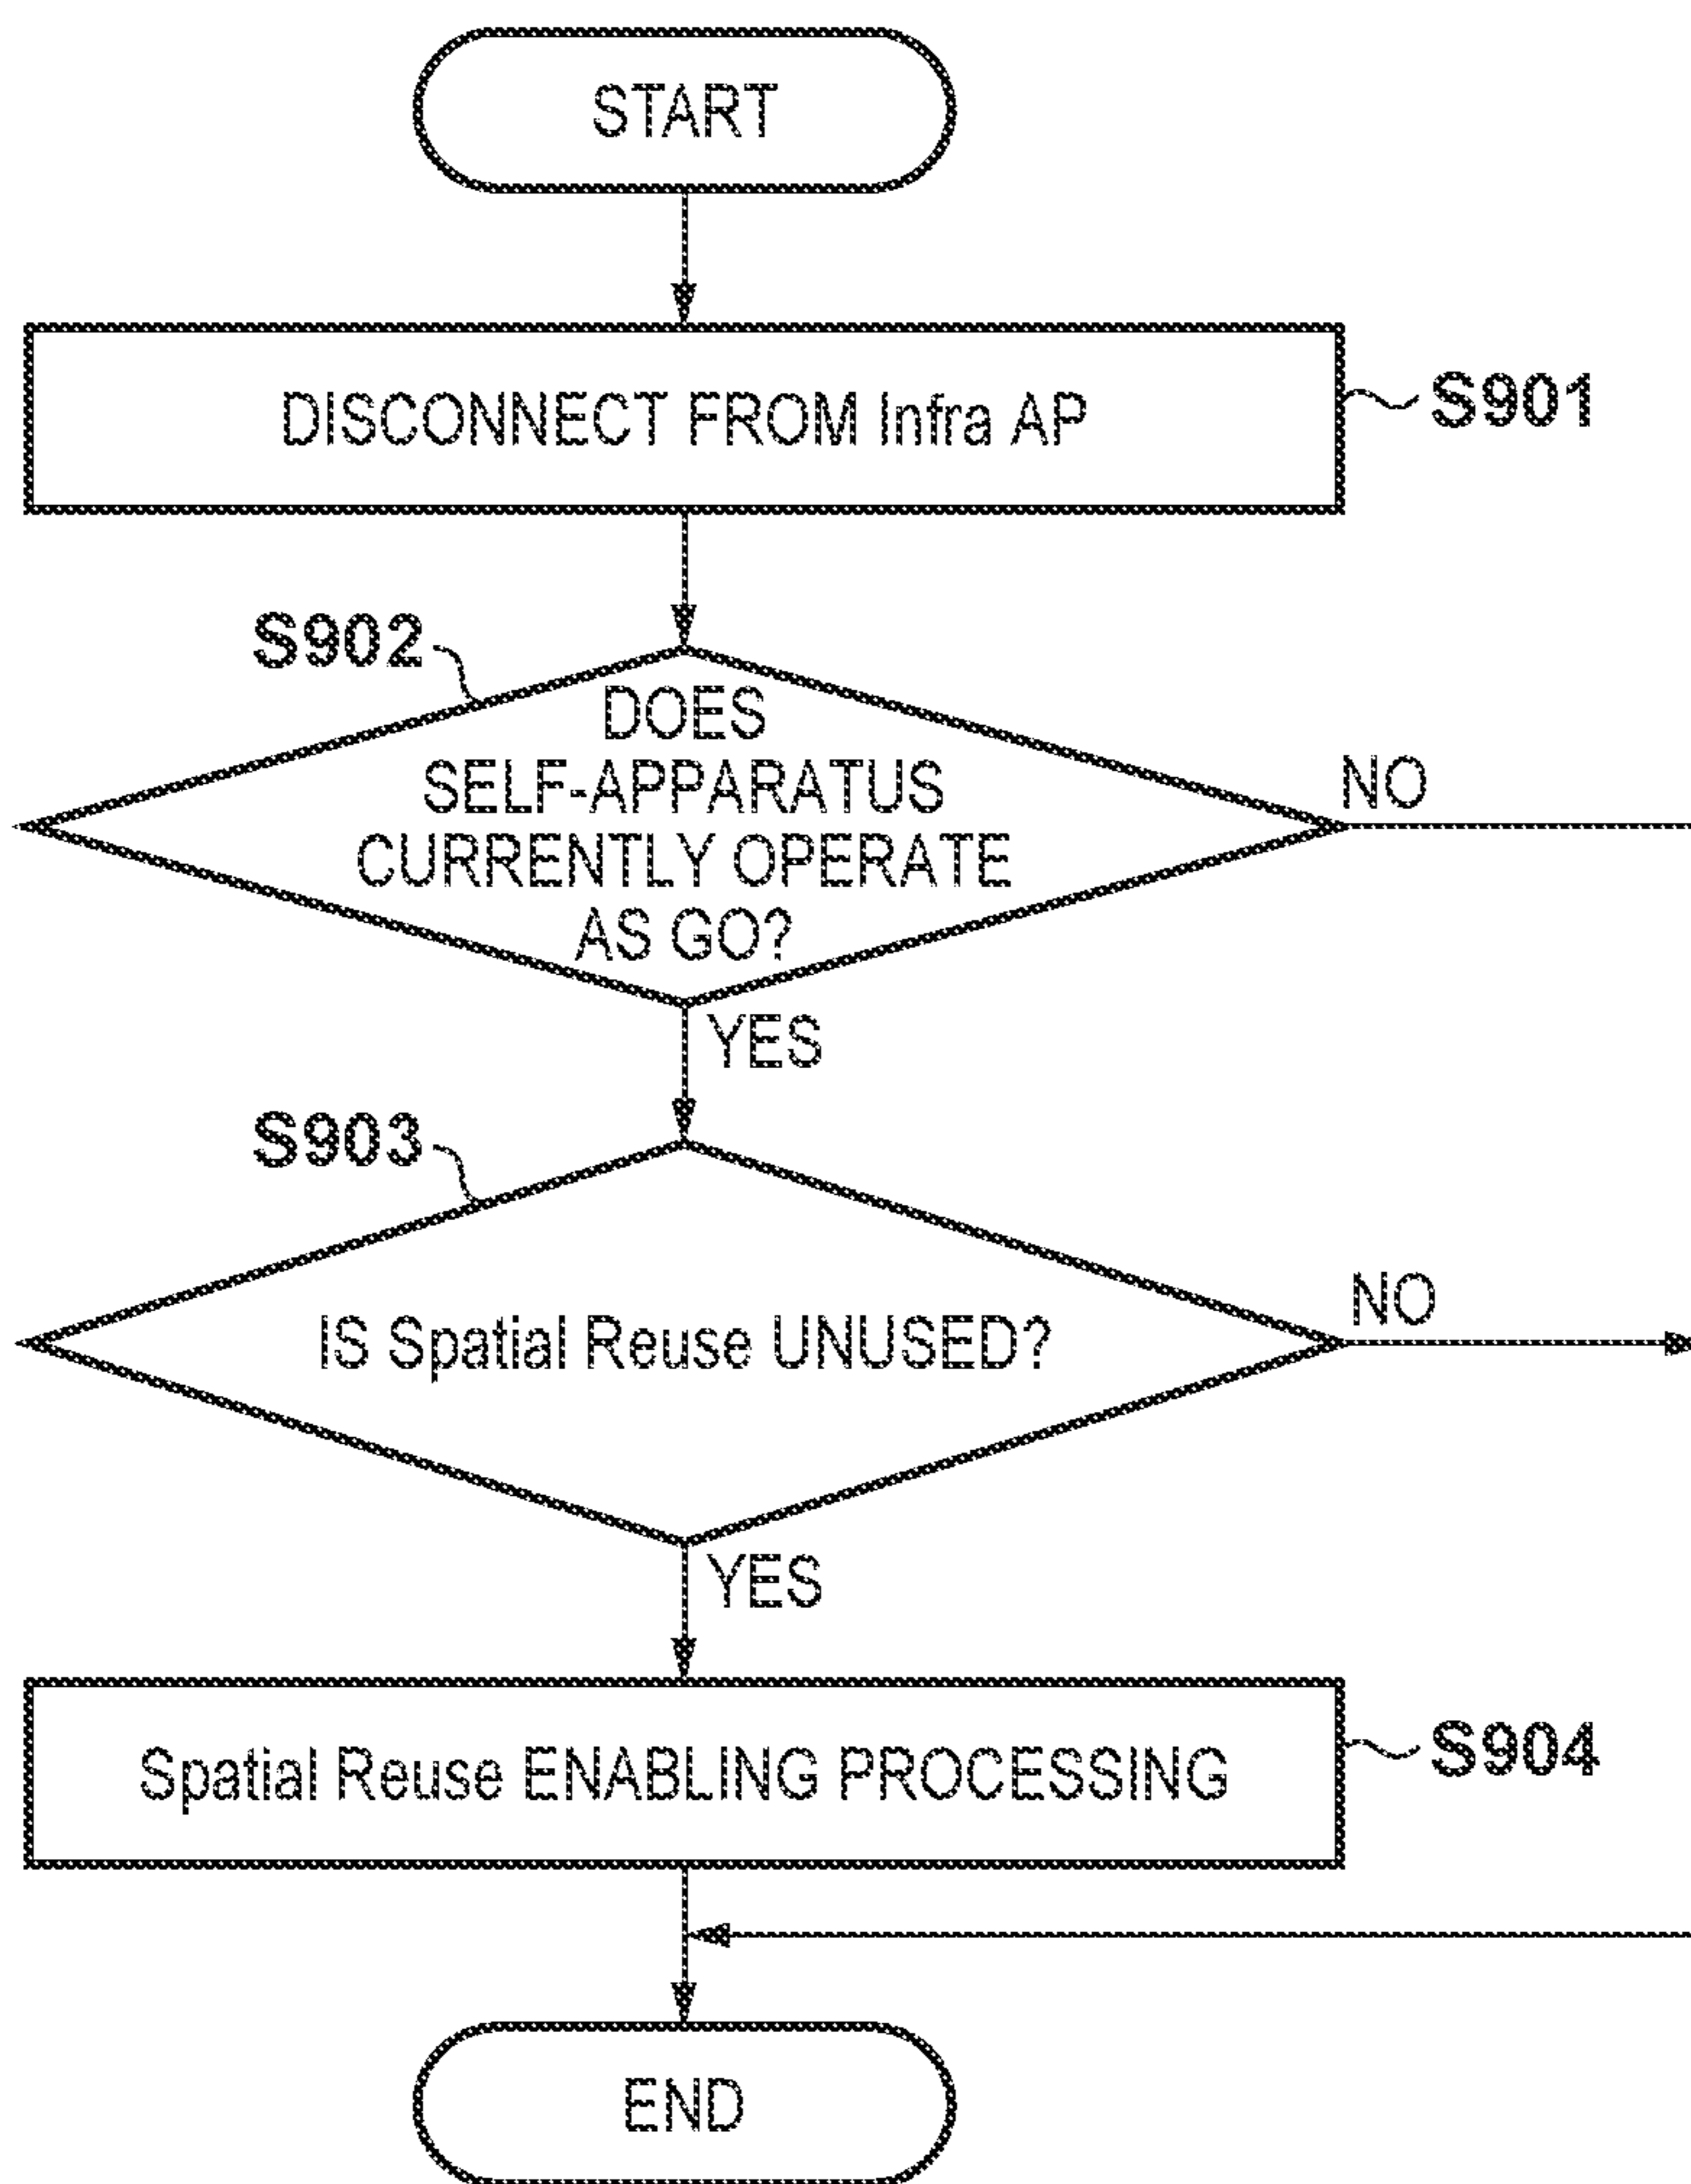 START
DISCONNECT FROM Infra AP
S901
S902
DOES
SELF-APPARATUS
CURRENTLY OPERATE
AS GO?
NO
YES
S903
IS Spatial Reuse UNUSED?
NO
YES
Spatial Reuse ENABLING PROCESSING
S904
END